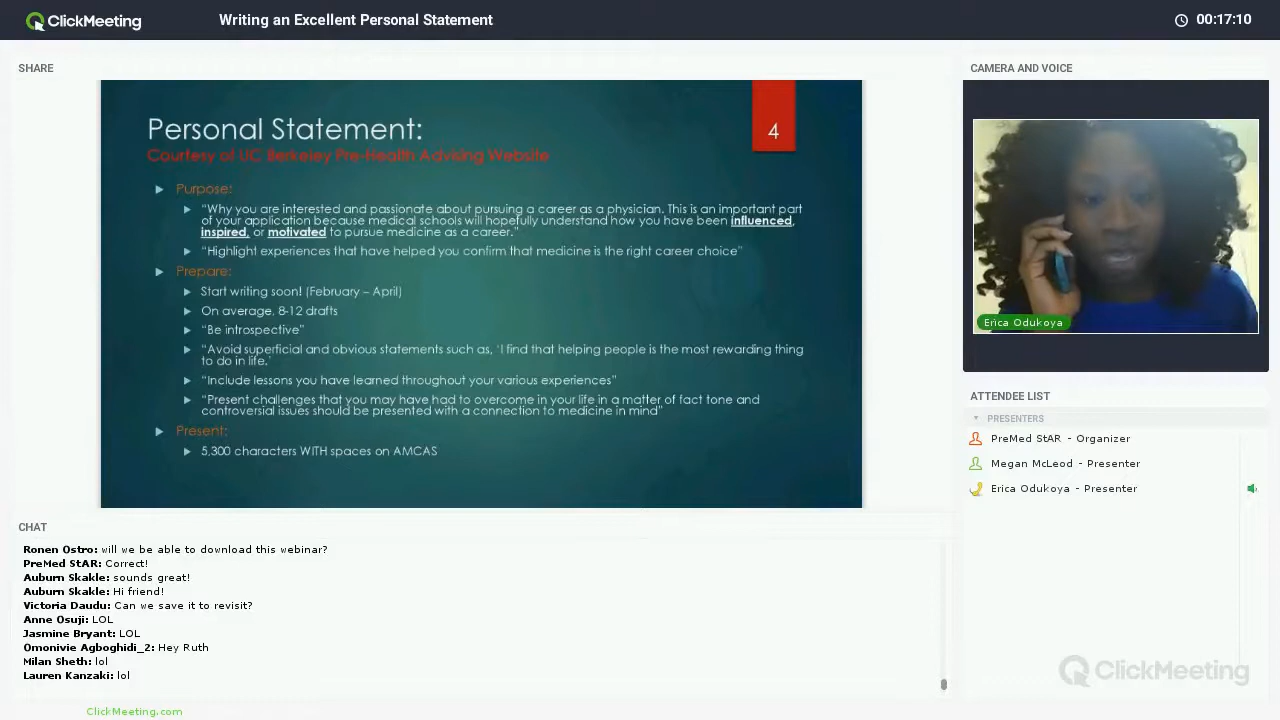 ClickMeeting
Writing an Excellent Personal Statement
00:17:10
SHARE
Personal Statement:
4
Courtesy of UC Berkeley Pre-Health Advising Website
Purpose:
“Why you are interested and passionate about pursuing a career as a physician. This is an important part
of your application because medical schools will hopefully understand how you have been influenced,
inspired, or motivated to pursue medicine as a career.”
“Highlight experiences that have helped you confirm that medicine is the right career choice”
Prepare:
Start writing soon! (February – April)
On average, 8-12 drafts
“Be introspective”
“Avoid superficial and obvious statements such as, ‘I find that helping people is the most rewarding thing
to do in life.’
“Include lessons you have learned throughout your various experiences”
“Present challenges that you may have had to overcome in your life in a matter of fact tone and
controversial issues should be presented with a connection to medicine in mind”
Present:
5,300 characters WITH spaces on AMCAS
CAMERA AND VOICE
Erica Odukoya
ATTENDEE LIST
PRESENTERS
PreMed StAR - Organizer
Megan McLeod - Presenter
Erica Odukoya - Presenter
CHAT
Ronen Ostro: will we be able to download this webinar?
PreMed StAR: Correct!
Auburn Skakle: sounds great!
Auburn Skakle: Hi friend!
Victoria Daudu: Can we save it to revisit?
Anne Osuji: LOL
Jasmine Bryant: LOL
Omonivie Agboghidi_2: Hey Ruth
Milan Sheth: lol
Lauren Kanzaki: lol
ClickMeeting
ClickMeeting.com